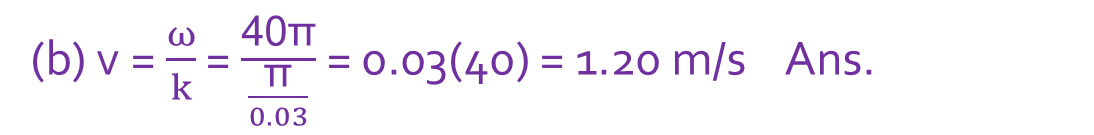 (b) v = ω/k = 40π/(π/0.03) = 0.03(40) = 1.20 m/s Ans.